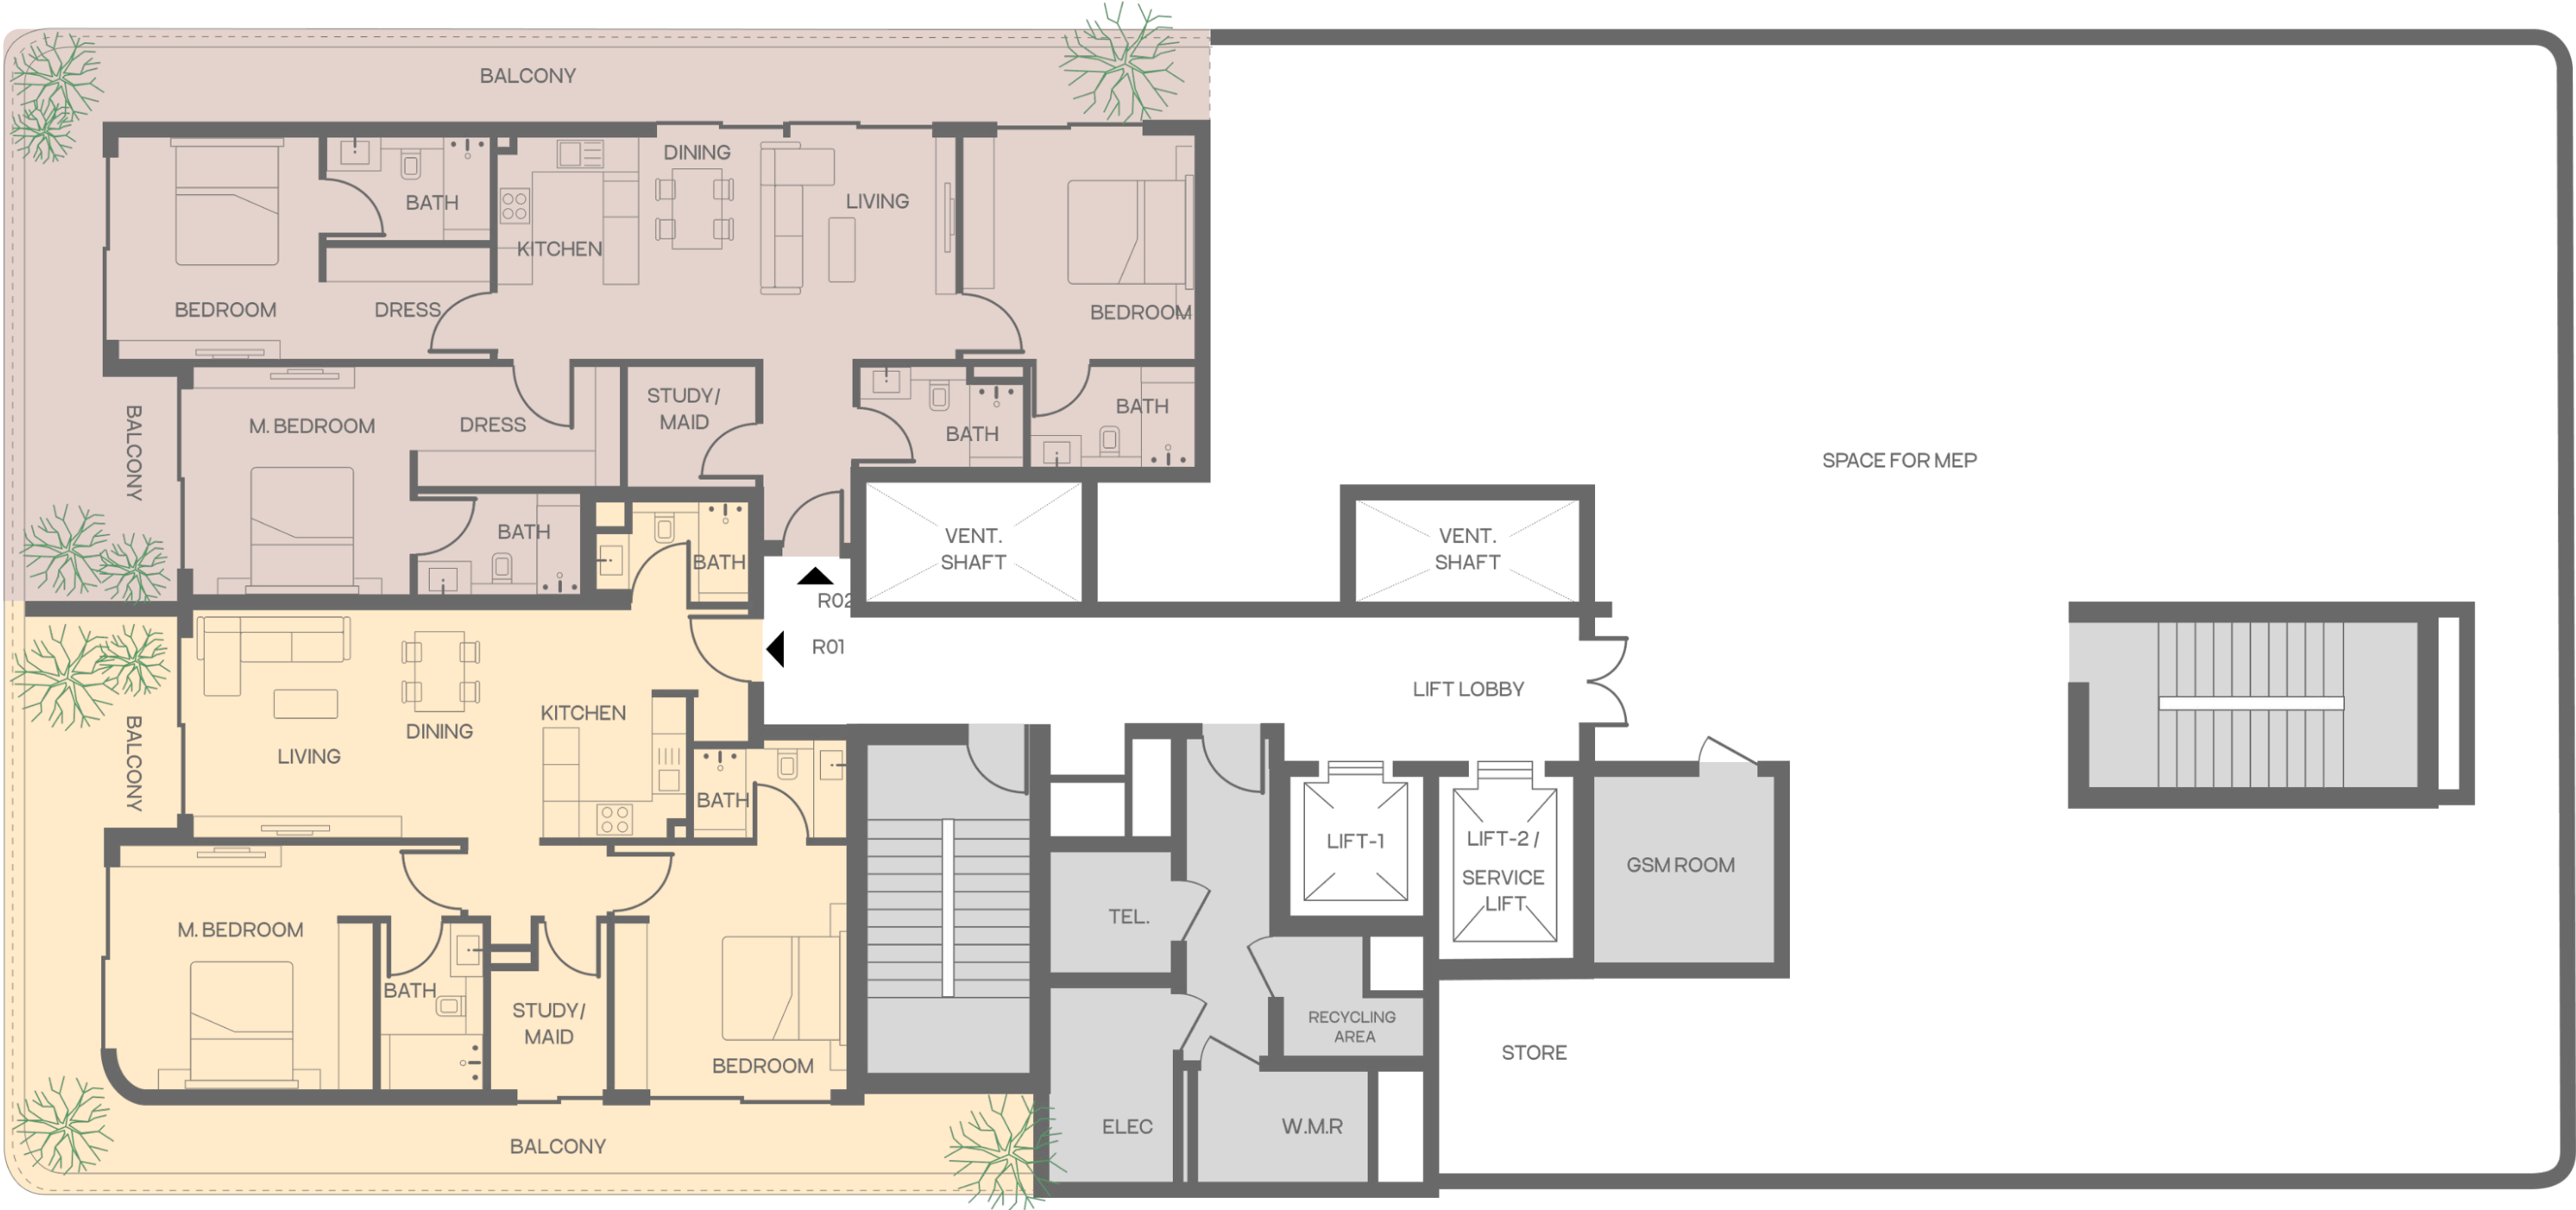 BALCONY
DINING
LIVING
BATH
KITCHEN
BEDROOM
DRESS
BEDROOM
BALCONY
M. BEDROOM
DRESS
STUDY/
MAID
BATH
BATH
BATH
BATH
VENT.
SHAFT
VENT.
SHAFT
SPACE FOR MEP
R02
R01
LIFT LOBBY
BALCONY
LIVING
DINING
KITCHEN
BATH
LIFT-1
LIFT-2 /
SERVICE
LIFT
GSM ROOM
M. BEDROOM
BATH
STUDY/
MAID
BEDROOM
TEL.
RECYCLING
AREA
STORE
ELEC
W.M.R
BALCONY